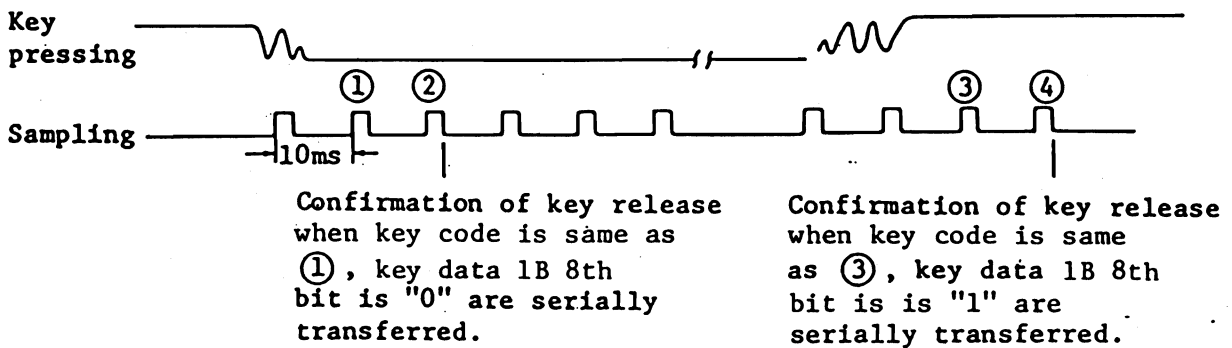 Key
pressing
① ② ③ ④
Sampling
10ms
Confirmation of key release
when key code is same as
①, key data 1B 8th
bit is "0" are serially
transferred.
Confirmation of key release
when key code is same
as ③, key data 1B 8th
bit is is "1" are
serially transferred.